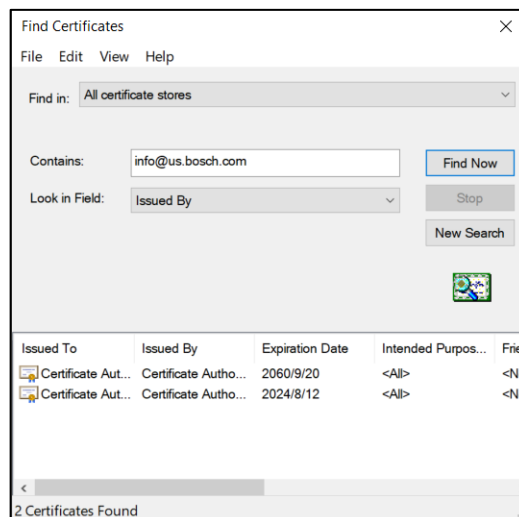 Find Certificates
File Edit View Help
Find in: All certificate stores
Contains: info@us.bosch.com Find Now
Look in Field: Issued By Stop
New Search
Issued To Issued By Expiration Date Intended Purpos... Frie
Certificate Aut... Certificate Autho... 2060/9/20 <All> <N
Certificate Aut... Certificate Autho... 2024/8/12 <All> <N
2 Certificates Found